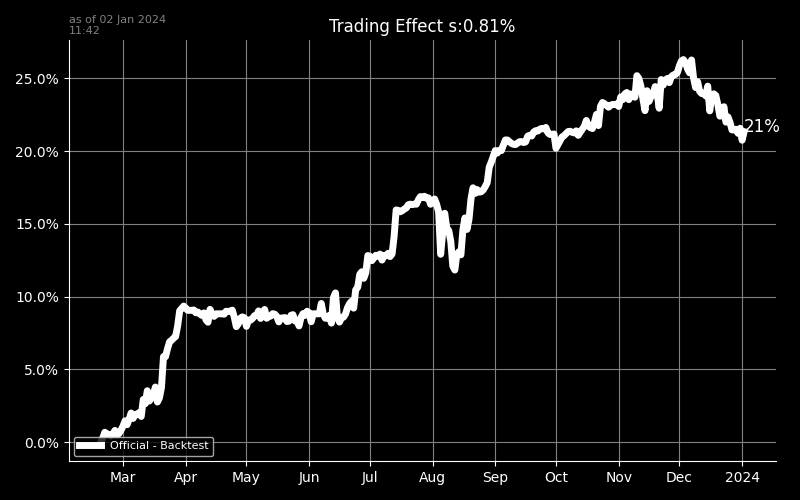 as of 02 Jan 2024
11:42
Trading Effect s:0.81%
25.0%
20.0%
15.0%
10.0%
5.0%
0.0%
21%
Official - Backtest
Mar Apr May Jun Jul Aug Sep Oct Nov Dec 2024